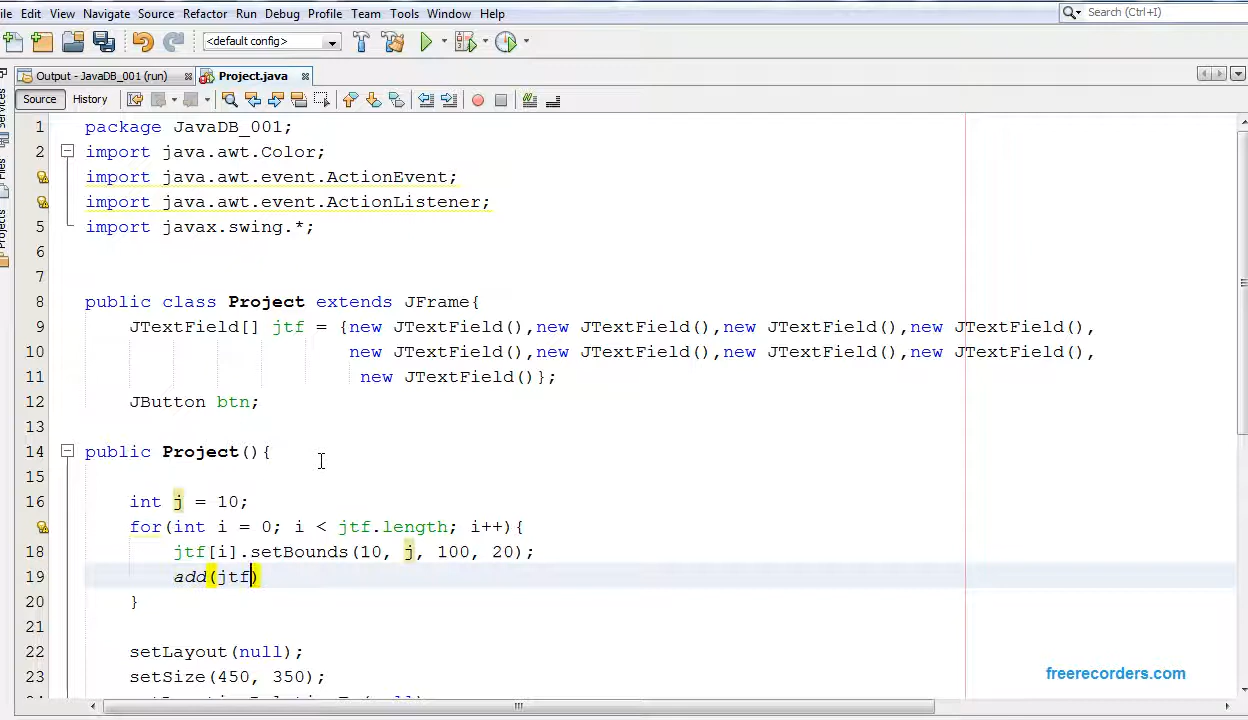 ile Edit View Navigate Source Refactor Run Debug Profile Team Tools Window Help
Search (Ctrl+I)
<default config>
Output - JavaDB_001 (run) Project.java
Source History
Services
Files
Projects
1 package JavaDB_001;
2 import java.awt.Color;
import java.awt.event.ActionEvent;
import java.awt.event.ActionListener;
5 import javax.swing.*;
6
7
8 public class Project extends JFrame{
9 JTextField[] jtf = {new JTextField(),new JTextField(),new JTextField(),new JTextField(),
10 new JTextField(),new JTextField(),new JTextField(),new JTextField(),
11 new JTextField()};
12 JButton btn;
13
14 public Project(){
15
16 int j = 10;
for(int i = 0; i < jtf.length; i++){
18 jtf[i].setBounds(10, j, 100, 20);
19 add(jtf)
20 }
21
22 setLayout(null);
23 setSize(450, 350);
freerecorders.com